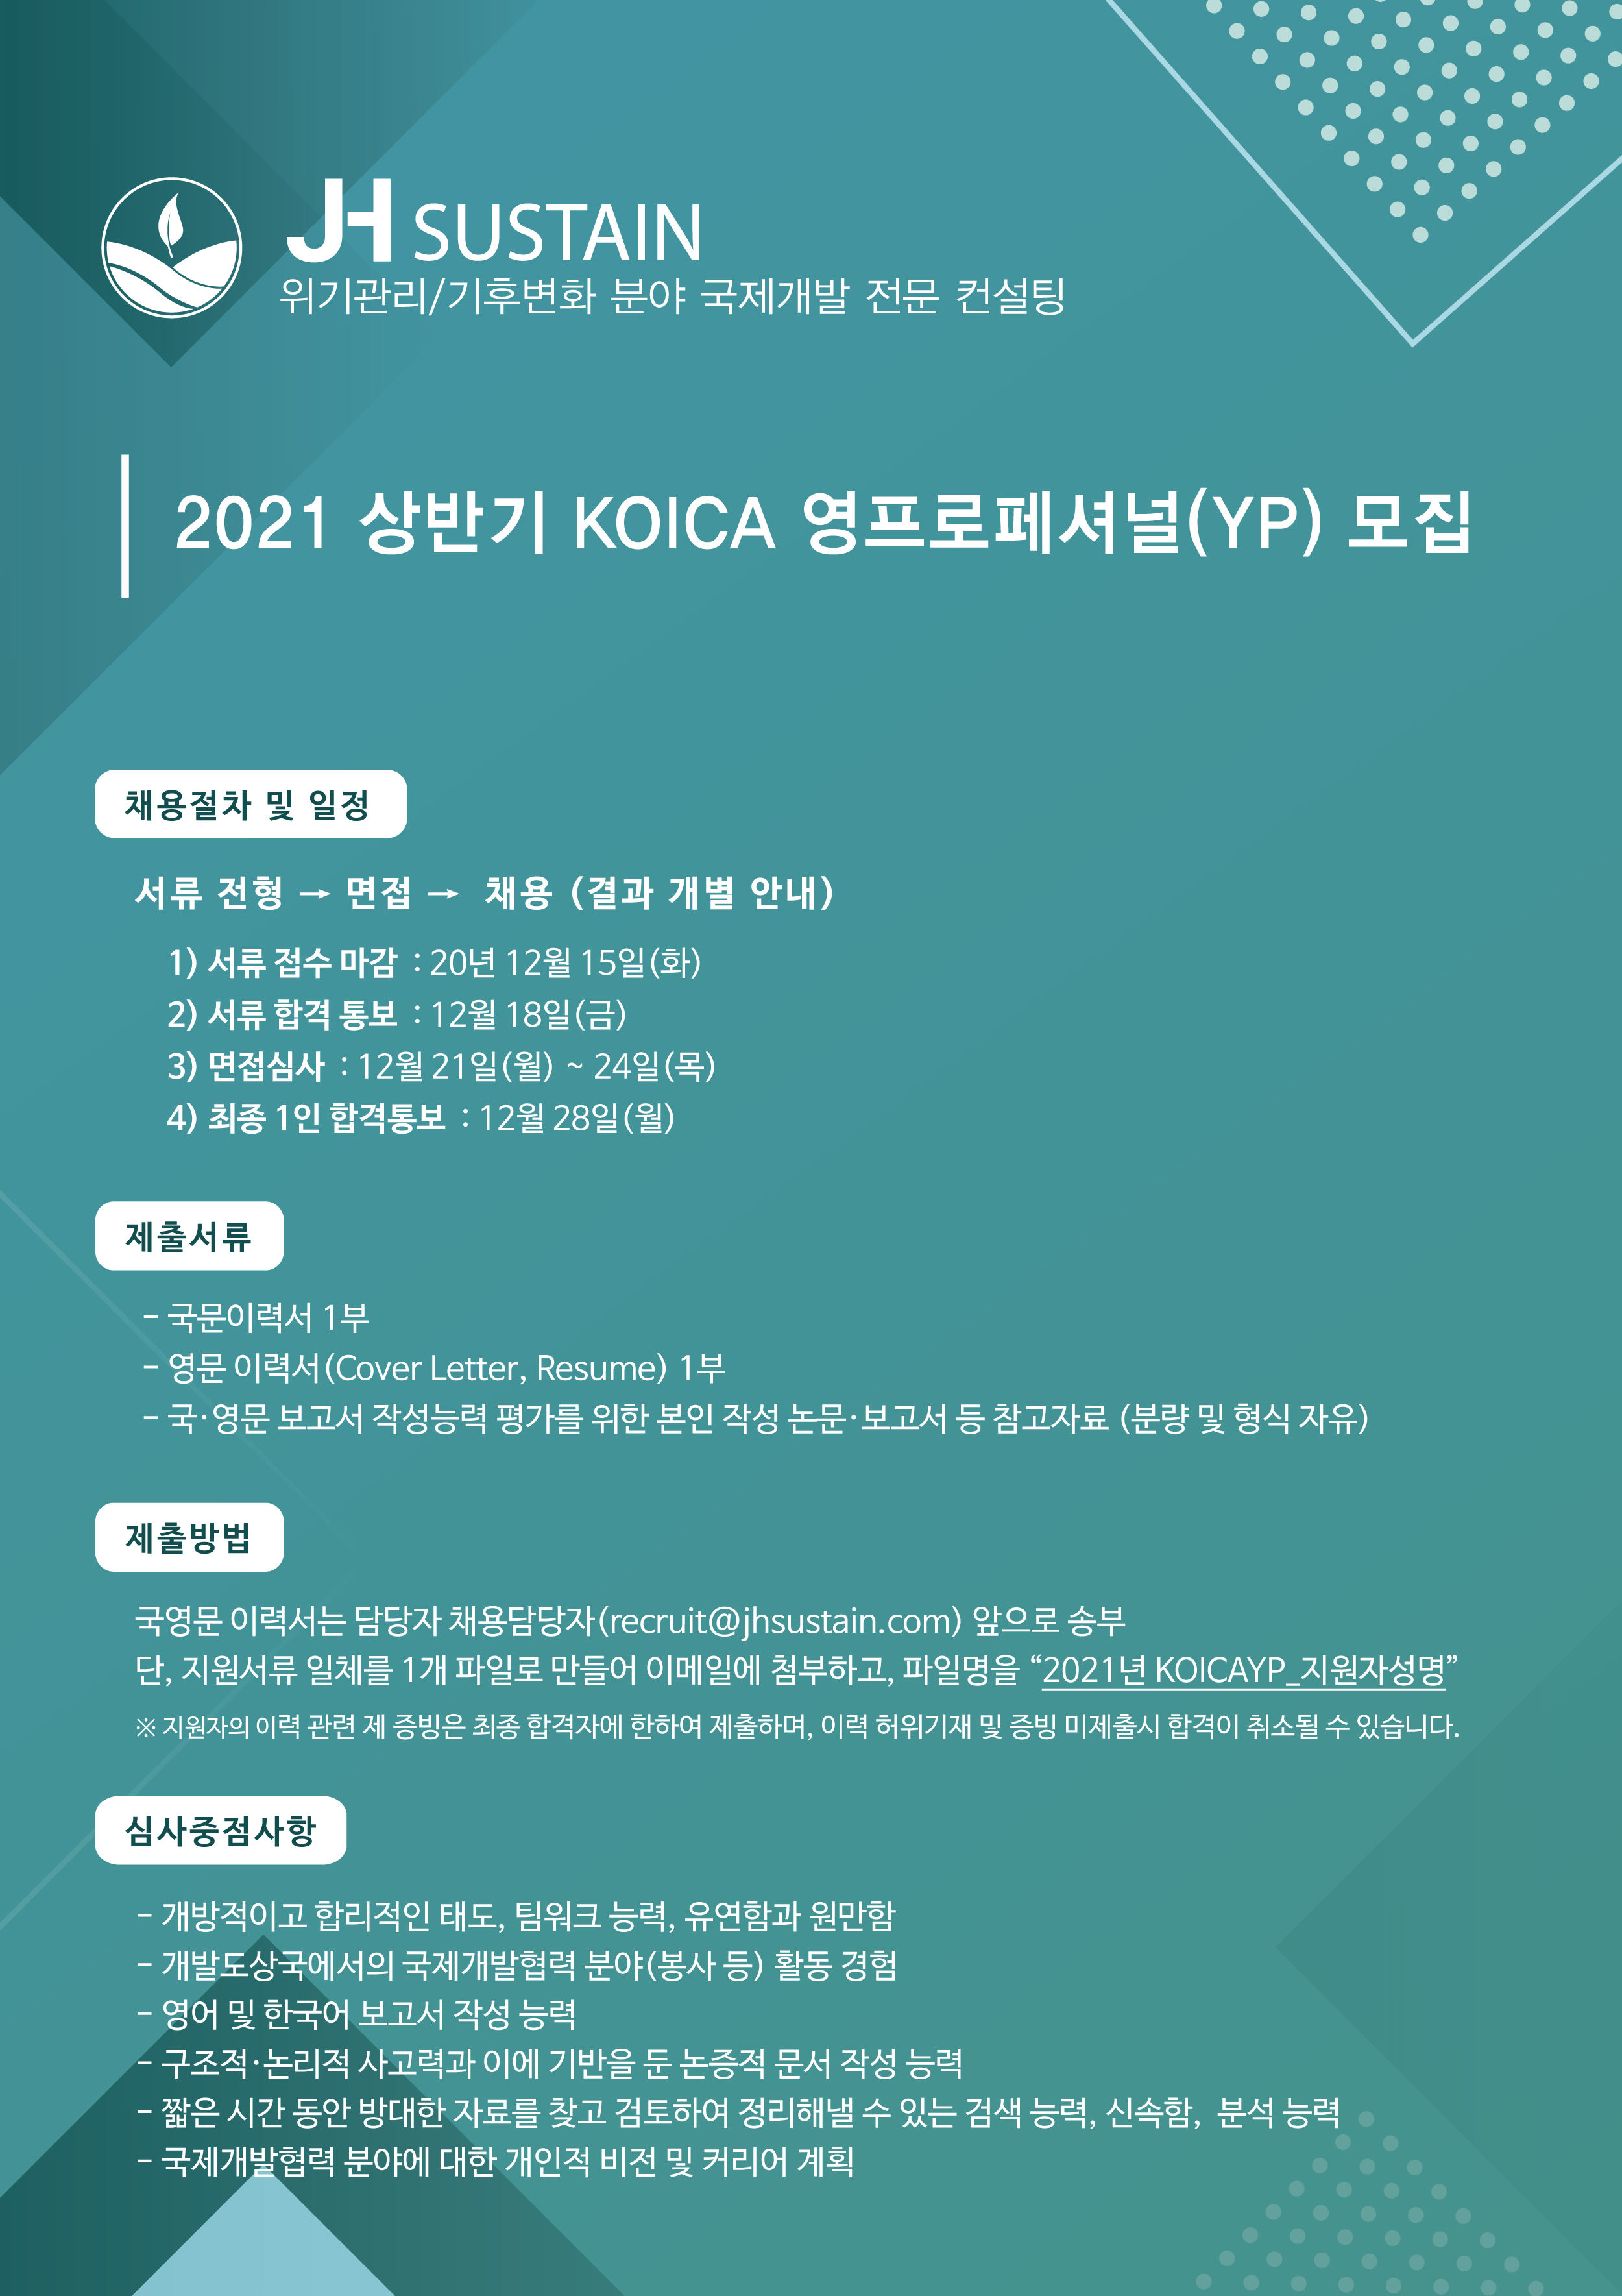 JH SUSTAIN
위기관리/기후변화 분야 국제개발 전문 컨설팅
2021 상반기 KOICA 영프로페셔널(YP) 모집
채용절차 및 일정
서류 전형 → 면접 → 채용 (결과 개별 안내)
1) 서류 접수 마감 : 20년 12월 15일(화)
2) 서류 합격 통보 : 12월 18일(금)
3) 면접심사 : 12월 21일(월) ~ 24일(목)
4) 최종 1인 합격통보 : 12월 28일(월)
제출서류
- 국문이력서 1부
- 영문 이력서(Cover Letter, Resume) 1부
- 국·영문 보고서 작성능력 평가를 위한 본인 작성 논문·보고서 등 참고자료 (분량 및 형식 자유)
제출방법
국영문 이력서는 담당자 채용담당자(recruit@jhsustain.com) 앞으로 송부
단, 지원서류 일체를 1개 파일로 만들어 이메일에 첨부하고, 파일명을 “2021년 KOICAYP_지원자성명”
※ 지원자의 이력 관련 제 증빙은 최종 합격자에 한하여 제출하며, 이력 허위기재 및 증빙 미제출시 합격이 취소될 수 있습니다.
심사중점사항
- 개방적이고 합리적인 태도, 팀워크 능력, 유연함과 원만함
- 개발도상국에서의 국제개발협력 분야(봉사 등) 활동 경험
- 영어 및 한국어 보고서 작성 능력
- 구조적·논리적 사고력과 이에 기반을 둔 논증적 문서 작성 능력
- 짧은 시간 동안 방대한 자료를 찾고 검토하여 정리해낼 수 있는 검색 능력, 신속함, 분석 능력
- 국제개발협력 분야에 대한 개인적 비전 및 커리어 계획